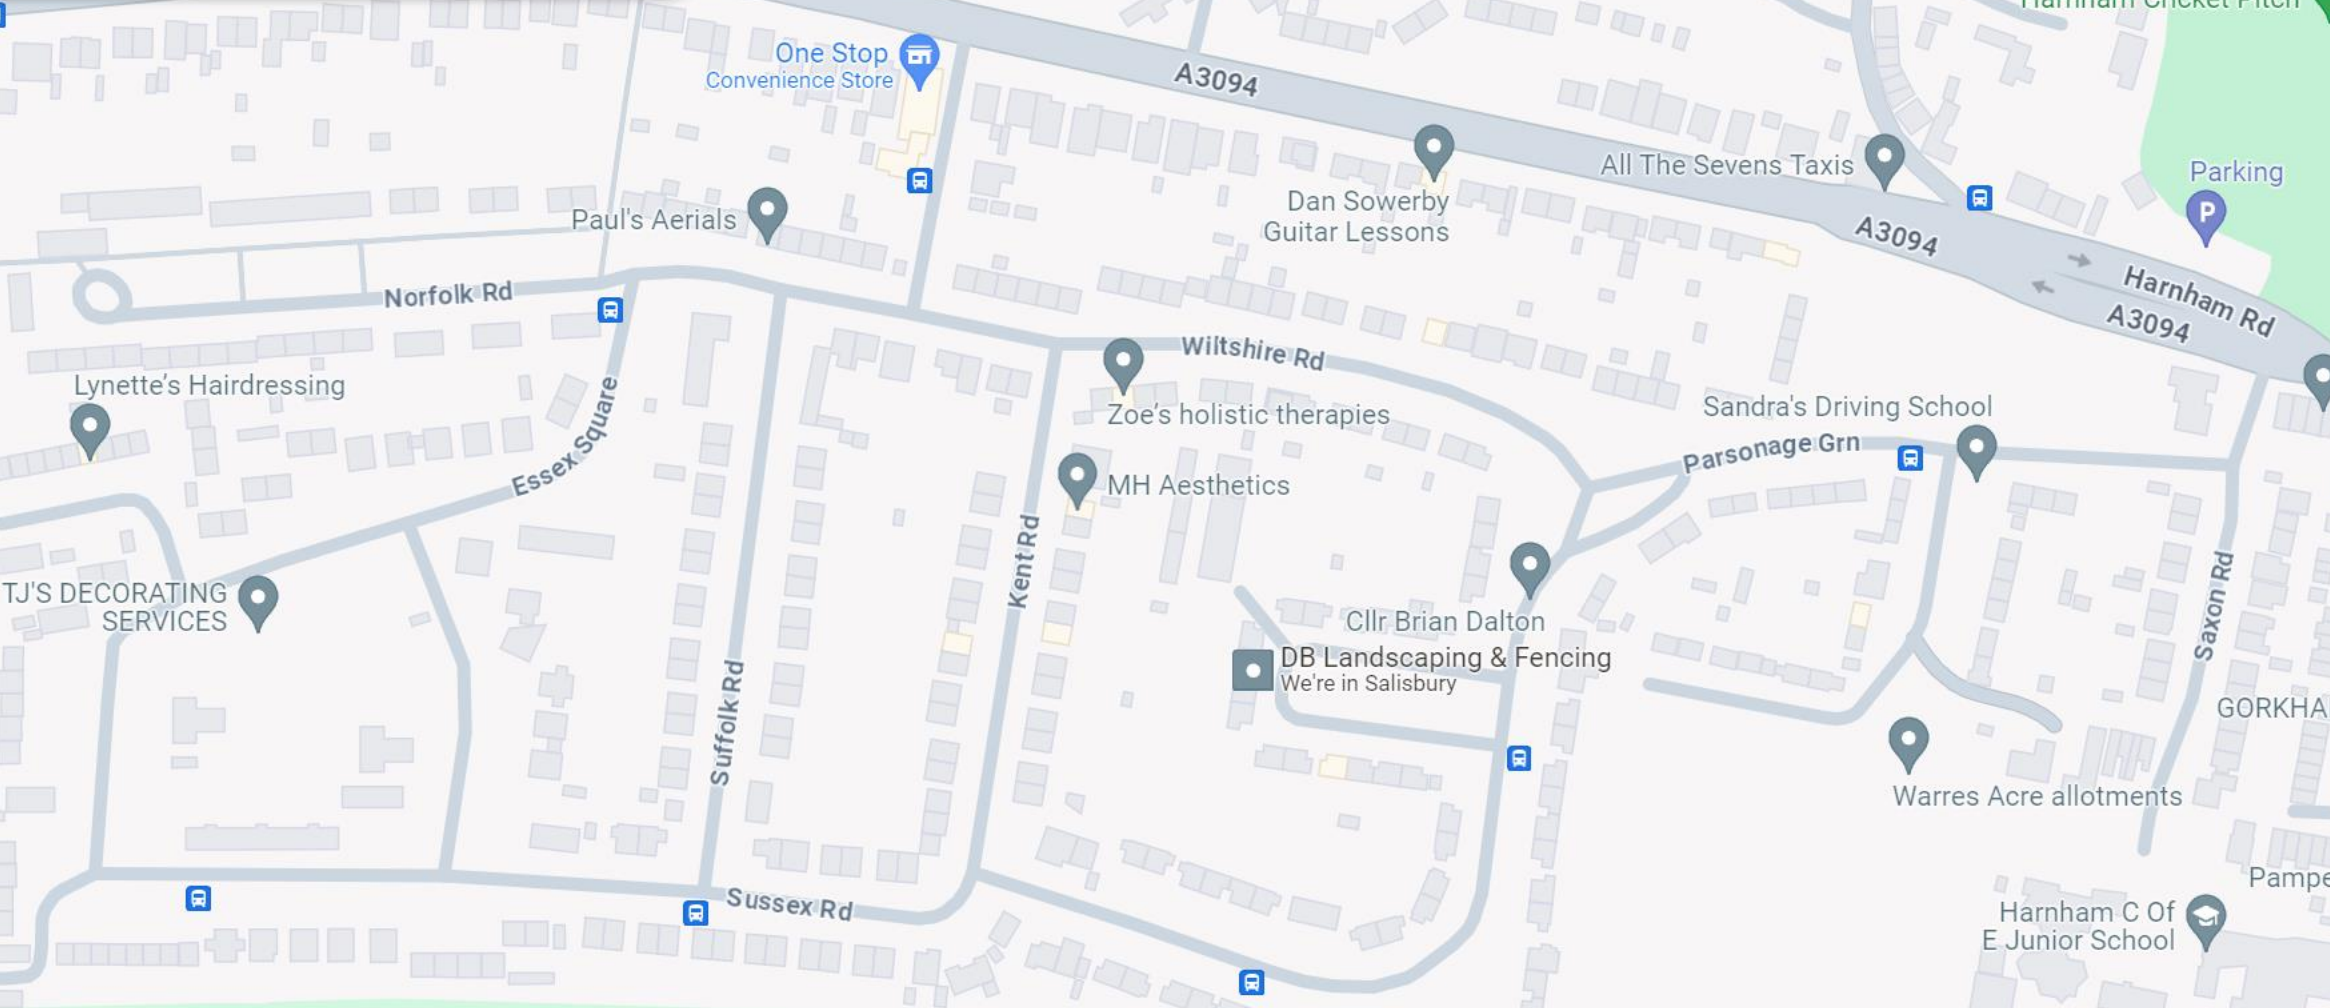 Harnham Cricket Pitch
One Stop
Convenience Store
A3094
Dan Sowerby
Guitar Lessons
All The Sevens Taxis
Parking
P
Paul's Aerials
A3094
Harnham Rd
A3094
Norfolk Rd
Wiltshire Rd
Lynette's Hairdressing
Essex Square
Zoe's holistic therapies
Sandra's Driving School
Parsonage Grn
MH Aesthetics
Kent Rd
TJ'S DECORATING
SERVICES
Cllr Brian Dalton
DB Landscaping & Fencing
We're in Salisbury
Saxon Rd
Suffolk Rd
GORKHA
Warres Acre allotments
Pampe
Sussex Rd
Harnham C Of
E Junior School